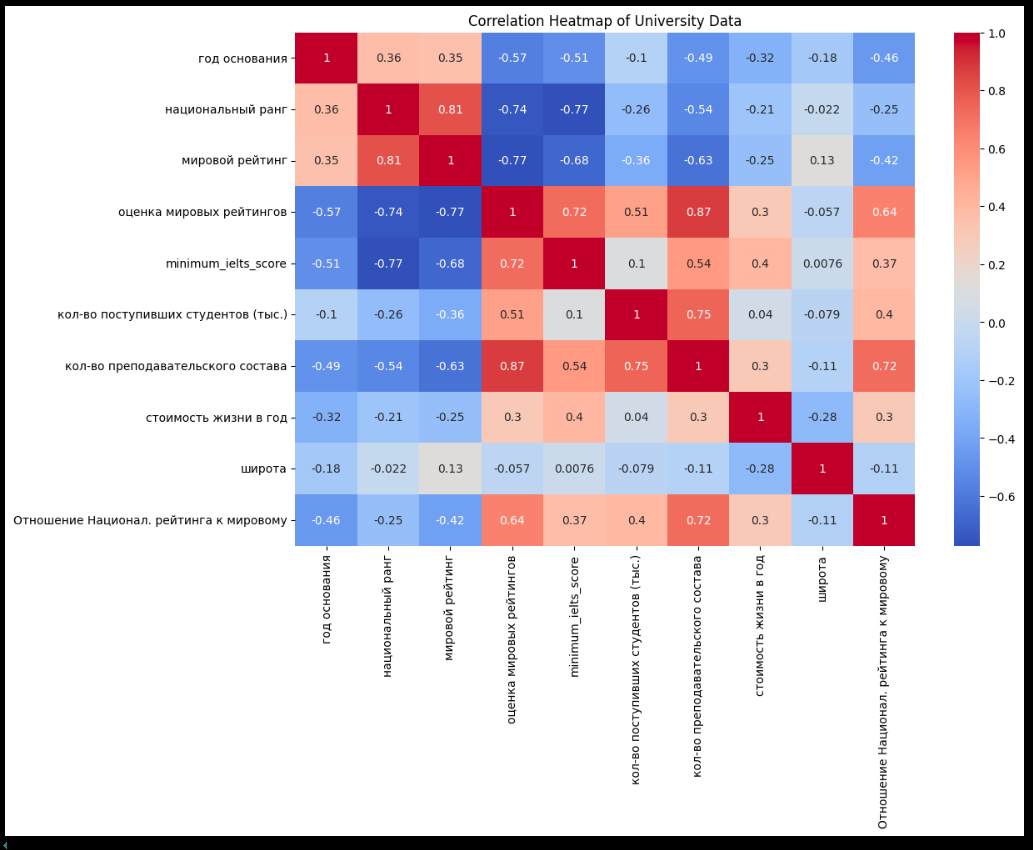 Correlation Heatmap of University Data
год основания 1 0.36 0.35 -0.57 -0.51 -0.1 -0.49 -0.32 -0.18 -0.46
национальный ранг 0.36 1 0.81 -0.74 -0.77 -0.26 -0.54 -0.21 -0.022 -0.25
мировой рейтинг 0.35 0.81 1 -0.77 -0.68 -0.36 -0.63 -0.25 0.13 -0.42
оценка мировых рейтингов -0.57 -0.74 -0.77 1 0.72 0.51 0.87 0.3 -0.057 0.64
minimum_ielts_score -0.51 -0.77 -0.68 0.72 1 0.1 0.54 0.4 0.0076 0.37
кол-во поступивших студентов (тыс.) -0.1 -0.26 -0.36 0.51 0.1 1 0.75 0.04 -0.079 0.4
кол-во преподавательского состава -0.49 -0.54 -0.63 0.87 0.54 0.75 1 0.3 -0.11 0.72
стоимость жизни в год -0.32 -0.21 -0.25 0.3 0.4 0.04 0.3 1 -0.28 0.3
широта -0.18 -0.022 0.13 -0.057 0.0076 -0.079 -0.11 -0.28 1 -0.11
Отношение Национал. рейтинга к мировому -0.46 -0.25 -0.42 0.64 0.37 0.4 0.72 0.3 -0.11 1
год основания
национальный ранг
мировой рейтинг
оценка мировых рейтингов
minimum_ielts_score
кол-во поступивших студентов (тыс.)
кол-во преподавательского состава
стоимость жизни в год
широта
Отношение Национал. рейтинга к мировому
1.0
0.8
0.6
0.4
0.2
0.0
−0.2
−0.4
−0.6